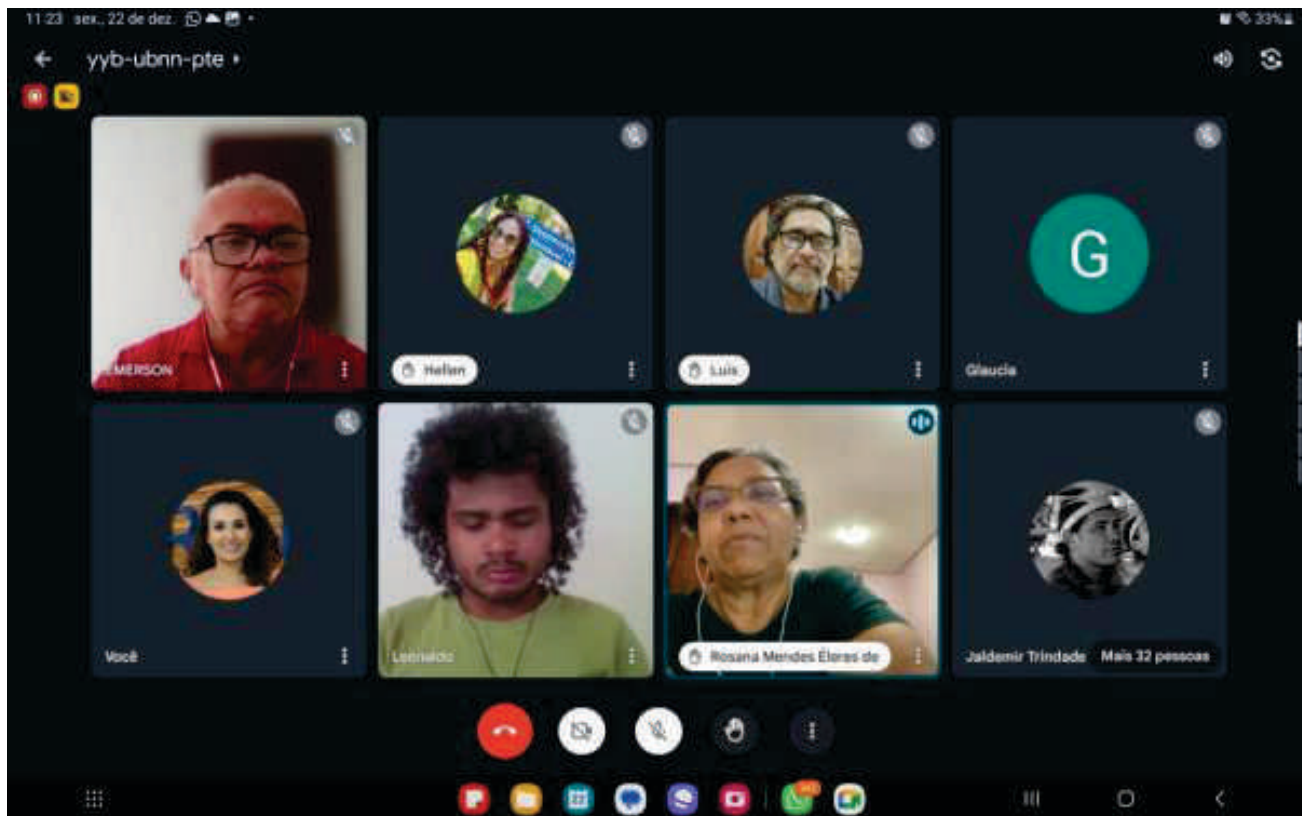 11:23 sex., 22 de dez.
33%
yyb-ubnn-pte
G
EMERSON
Hellen
Luis
Glaucia
Você
Leonaldo
Rosana Mendes Éleres de
Jaldemir Trindade
Mais 32 pessoas